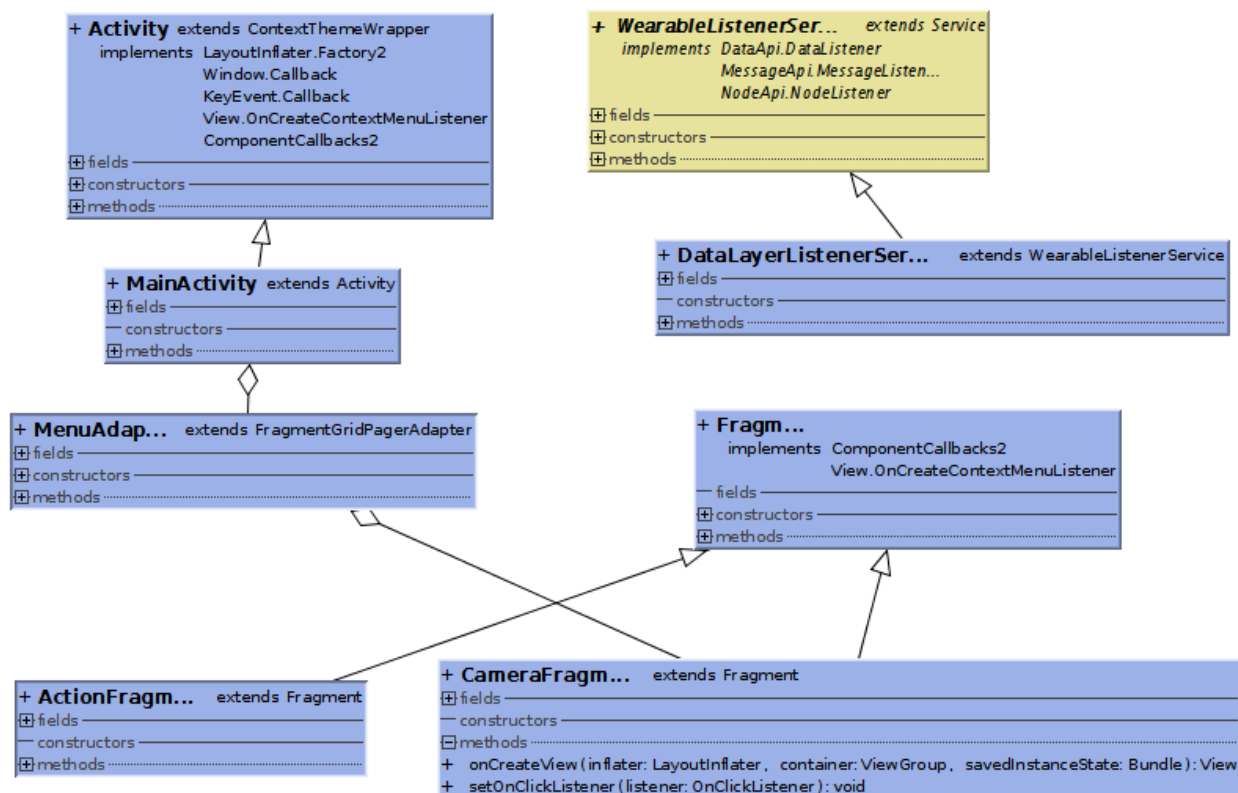 + Activity extends ContextThemeWrapper
implements LayoutInflater.Factory2
Window.Callback
KeyEvent.Callback
View.OnCreateContextMenuListener
ComponentCallbacks2
fields
constructors
methods
+ WearableListenerSer... extends Service
implements DataApi.DataListener
MessageApi.MessageListen...
NodeApi.NodeListener
fields
constructors
methods
+ MainActivity extends Activity
fields
constructors
methods
+ DataLayerListenerSer... extends WearableListenerService
fields
constructors
methods
+ MenuAdap... extends FragmentGridPagerAdapter
fields
constructors
methods
+ Fragm...
implements ComponentCallbacks2
View.OnCreateContextMenuListener
fields
constructors
methods
+ ActionFragm... extends Fragment
fields
constructors
methods
+ CameraFragm... extends Fragment
fields
constructors
methods
+ onCreateView(inflater: LayoutInflater, container: ViewGroup, savedInstanceState: Bundle): View
+ setOnClickListener(listener: OnClickListener): void